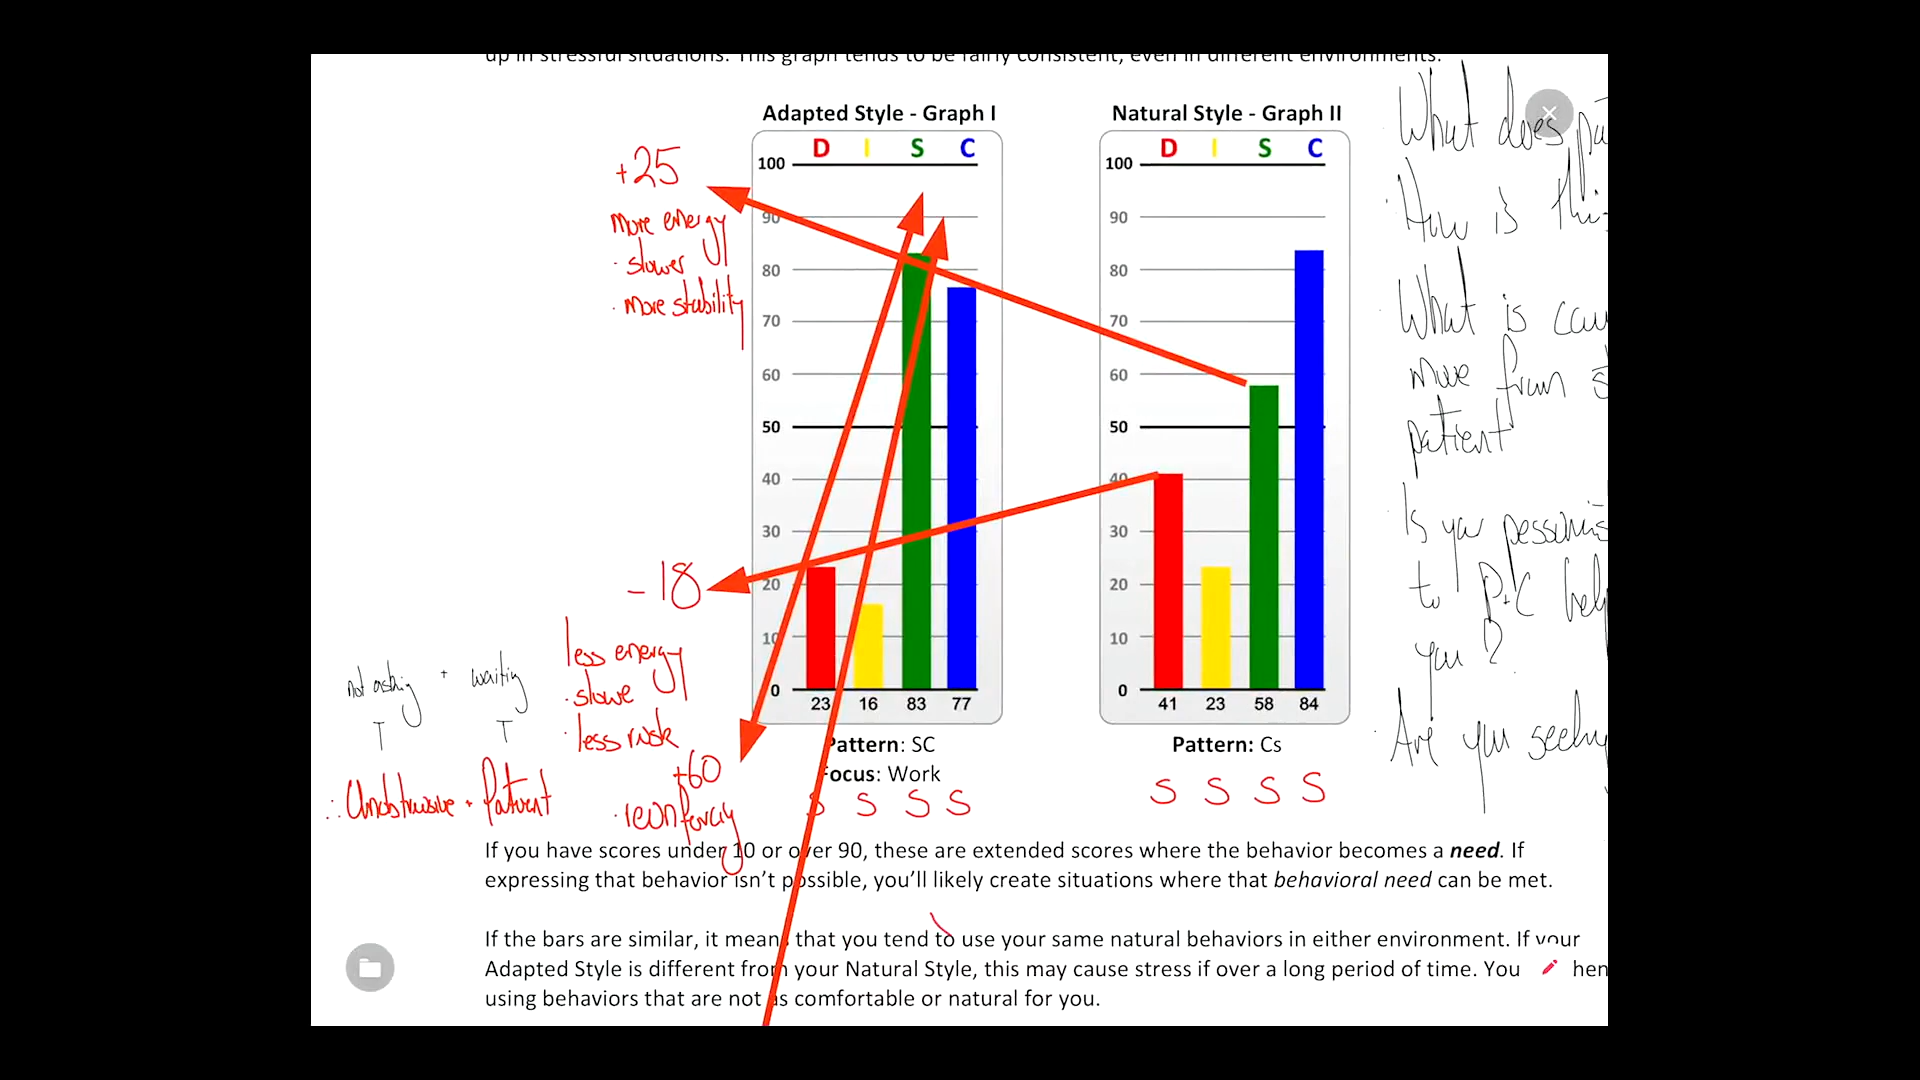 up in stressful situations. This graph tends to be fairly consistent, even in different environments.
Adapted Style - Graph I
D I S C
100
90
80
70
60
50
40
30
20
10
0
23 16 83 77
Pattern: SC
Focus: Work
S S S S
Natural Style - Graph II
D I S C
100
90
80
70
60
50
40
30
20
10
0
41 23 58 84
Pattern: Cs
S S S S
+25
more energy
· slower
· more stability
- 18
less energy
· slowe
· less risk
+60
not asking + waiting
T T
∴ Unobtrusive + Patient
What does
How is
What is
move from
patient
Is your
to P+C
you?
Are you
If you have scores under 10 or over 90, these are extended scores where the behavior becomes a need. If
expressing that behavior isn't possible, you'll likely create situations where that behavioral need can be met.
If the bars are similar, it means that you tend to use your same natural behaviors in either environment. If your
Adapted Style is different from your Natural Style, this may cause stress if over a long period of time. You hen
using behaviors that are not as comfortable or natural for you.